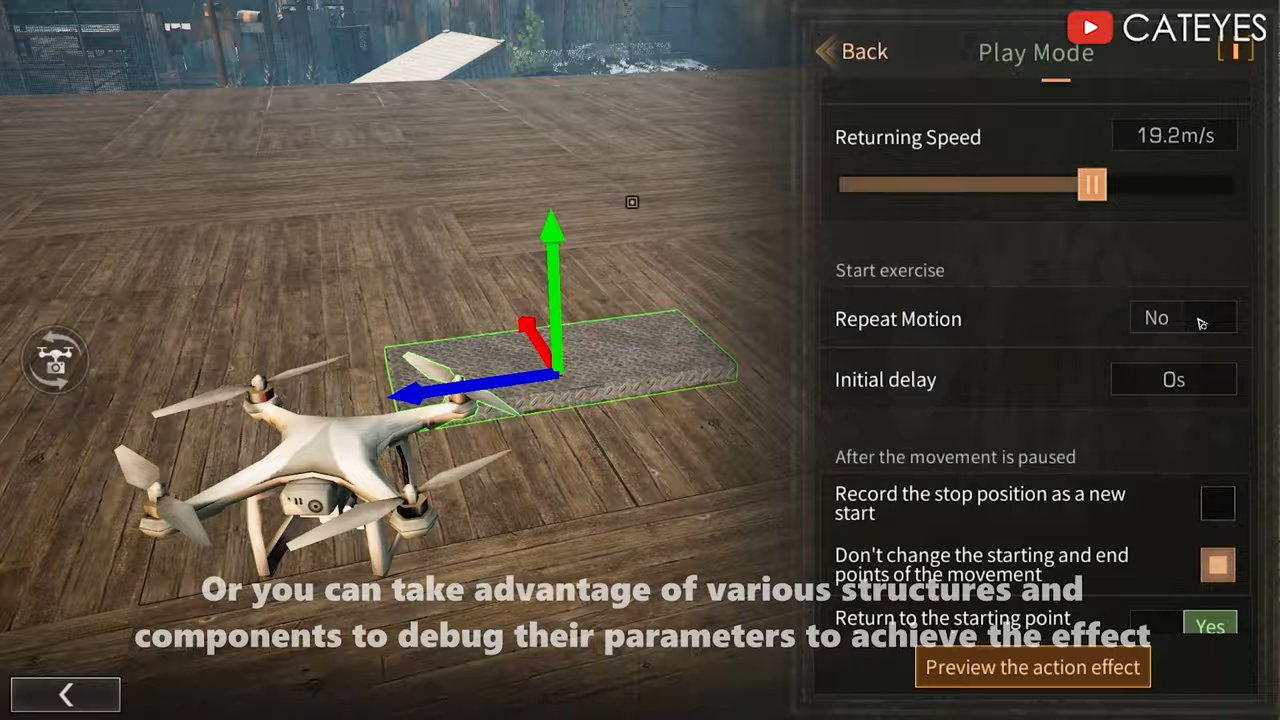 CATEYES
Back
Play Mode
Returning Speed
19.2m/s
Start exercise
Repeat Motion
No
Initial delay
0s
After the movement is paused
Record the stop position as a new
start
Don't change the starting and end
points of the movement
Return to the starting point
Yes
Or you can take advantage of various structures and
components to debug their parameters to achieve the effect
Preview the action effect